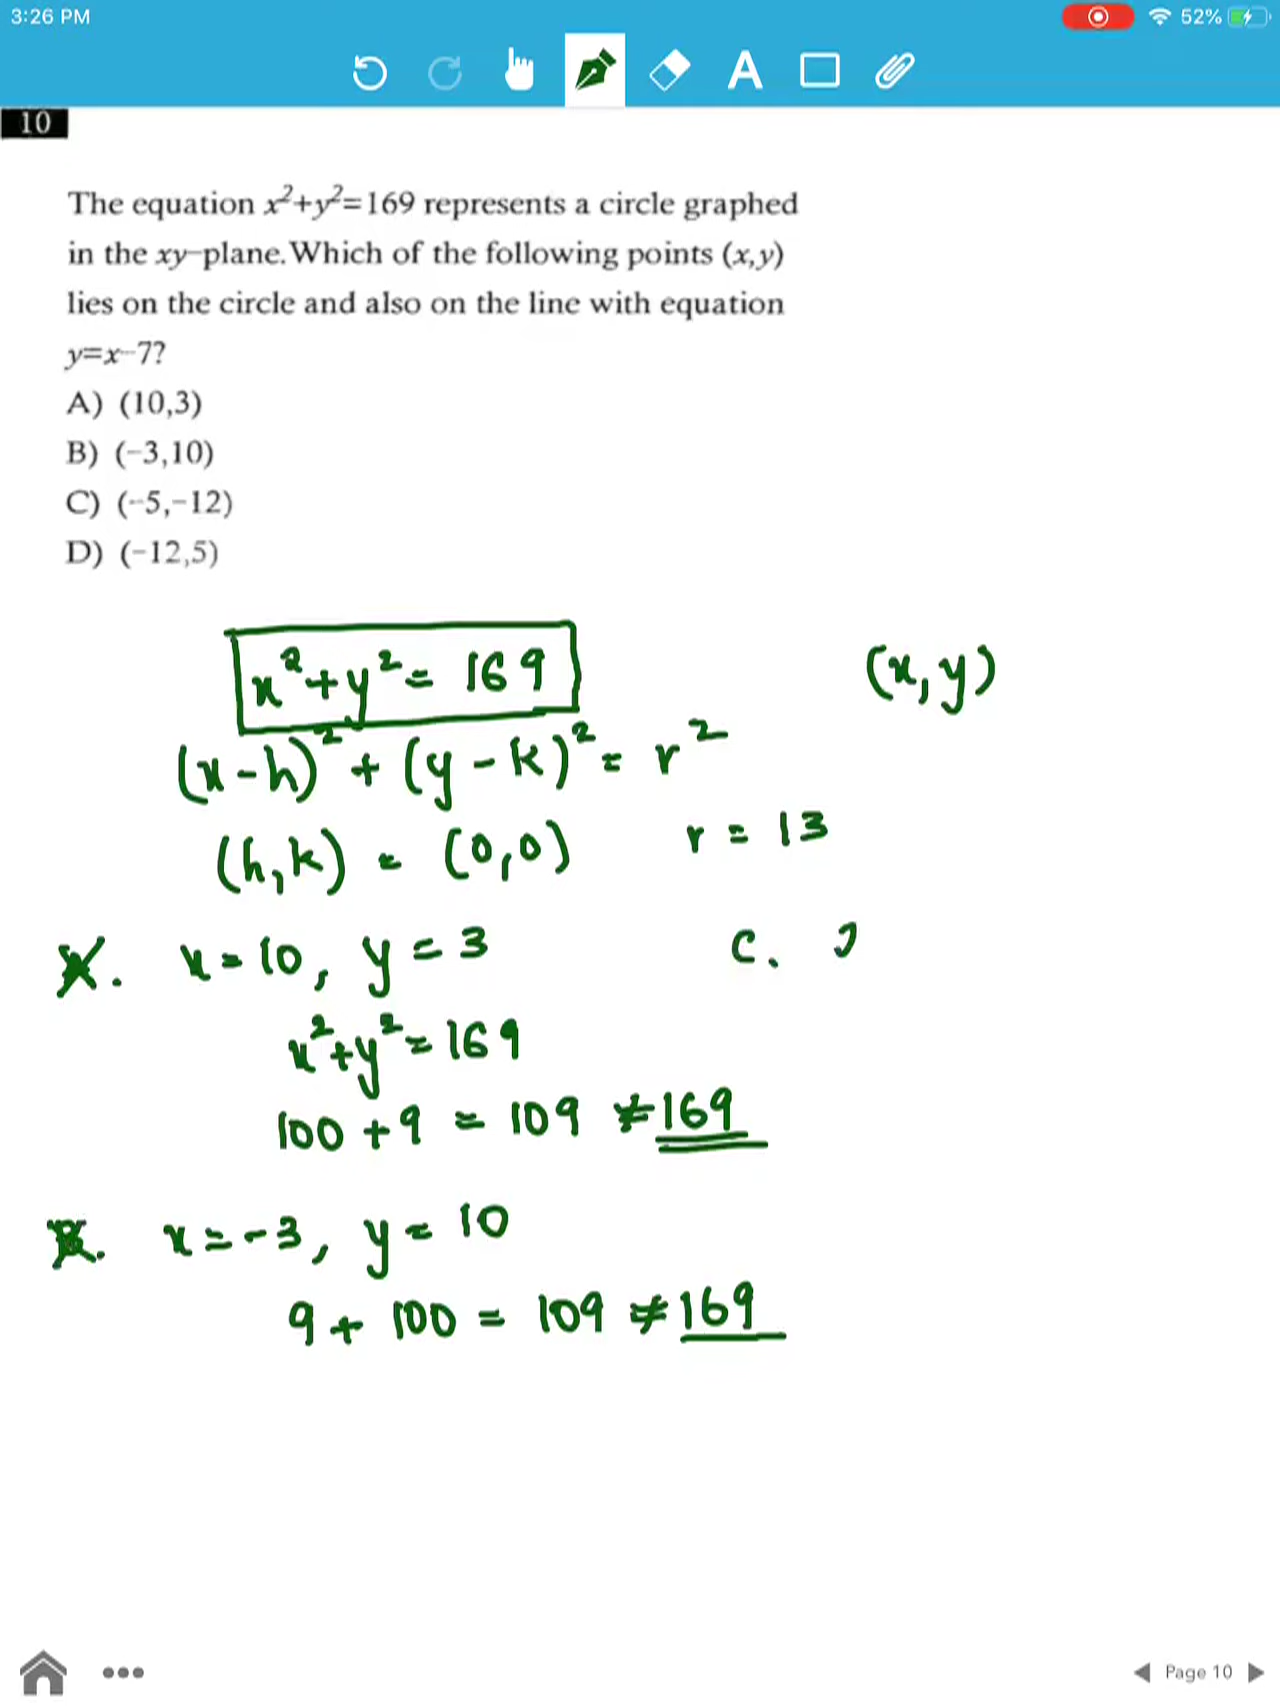 3:26 PM
52%
A
10
The equation x²+y²=169 represents a circle graphed
in the xy-plane. Which of the following points (x,y)
lies on the circle and also on the line with equation
y=x-7?
A) (10,3)
B) (-3,10)
C) (-5,-12)
D) (-12,5)
x² + y² = 169
(x, y)
(x - h)² + (y - k)² = r²
(h, k) = (0, 0)
r = 13
x = 10, y = 3
C.
x² + y² = 169
100 + 9 = 109 ≠ 169
B. x = -3, y = 10
9 + 100 = 109 ≠ 169
Page 10